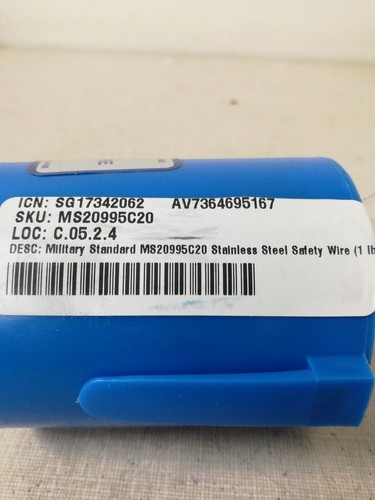 E
ICN: SG17342062 AV7364695167
SKU: MS20995C20
LOC: C.05.2.4
DESC: Military Standard MS20995C20 Stainless Steel Safety Wire (1 lb